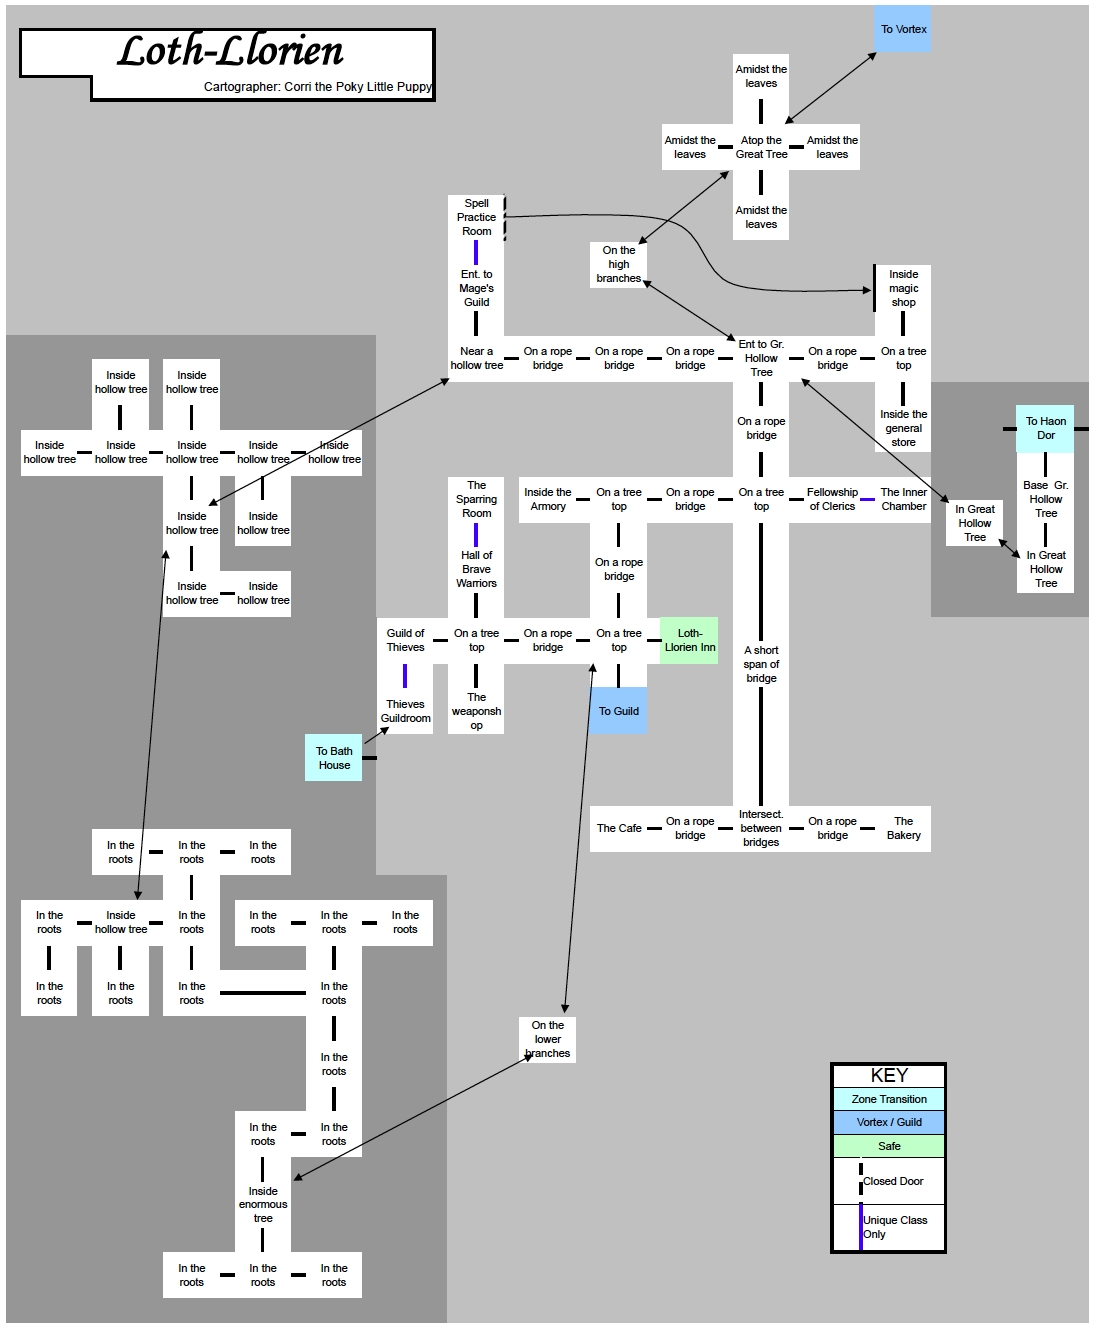 To Vortex
Loth-Llorien
Cartographer: Corri the Poky Little Puppy
Amidst the
leaves
Amidst the
leaves
Atop the
Great Tree
Amidst the
leaves
Amidst the
leaves
Spell
Practice
Room
On the
high
branches
Ent. to
Mage's
Guild
Inside
magic
shop
Near a
hollow tree
On a rope
bridge
On a rope
bridge
On a rope
bridge
Ent to Gr.
Hollow
Tree
On a rope
bridge
On a tree
top
Inside
hollow tree
Inside
hollow tree
On a rope
bridge
Inside the
general
store
To Haon
Dor
Inside
hollow tree
Inside
hollow tree
Inside
hollow tree
Inside
hollow tree
Inside
hollow tree
The
Sparring
Room
Inside the
Armory
On a tree
top
On a rope
bridge
On a tree
top
Fellowship
of Clerics
The Inner
Chamber
In Great
Hollow
Tree
Base Gr.
Hollow
Tree
Inside
hollow tree
Inside
hollow tree
Hall of
Brave
Warriors
On a rope
bridge
In Great
Hollow
Tree
Inside
hollow tree
Inside
hollow tree
Guild of
Thieves
On a tree
top
On a rope
bridge
On a tree
top
Loth-
Llorien Inn
A short
span of
bridge
Thieves
Guildroom
The
weaponsh
op
To Guild
To Bath
House
The Cafe
On a rope
bridge
Intersect.
between
bridges
On a rope
bridge
The
Bakery
In the
roots
In the
roots
In the
roots
In the
roots
Inside
hollow tree
In the
roots
In the
roots
In the
roots
In the
roots
In the
roots
In the
roots
In the
roots
In the
roots
On the
lower
branches
In the
roots
In the
roots
In the
roots
Inside
enormous
tree
In the
roots
In the
roots
In the
roots
KEY
Zone Transition
Vortex / Guild
Safe
Closed Door
Unique Class
Only